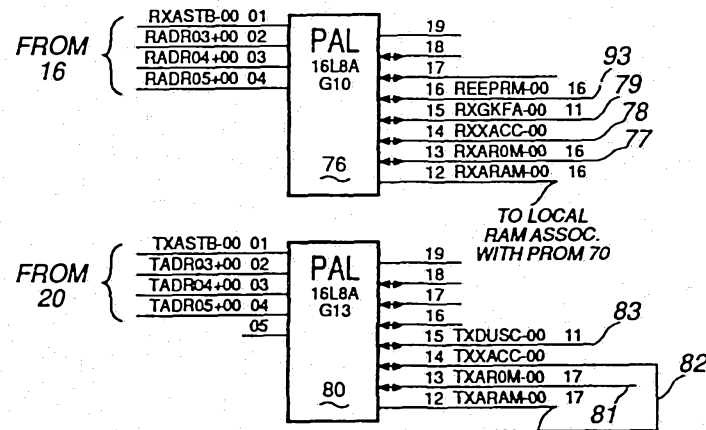 RXASTB-00 01
RADR03+00 02
RADR04+00 03
RADR05+00 04
FROM
16
PAL
16L8A
G10
76
19
18
17
16 REEPRM-00 16
15 RXGKFA-00 11
14 RXXACC-00
13 RXAR0M-00 16
12 RXARAM-00 16
93
79
78
77
TO LOCAL
RAM ASSOC.
WITH PROM 70
TXASTB-00 01
TADR03+00 02
TADR04+00 03
TADR05+00 04
05
FROM
20
PAL
16L8A
G13
80
19
18
17
16
15 TXDUSC-00 11
14 TXXACC-00
13 TXAR0M-00 17
12 TXARAM-00 17
83
82
81